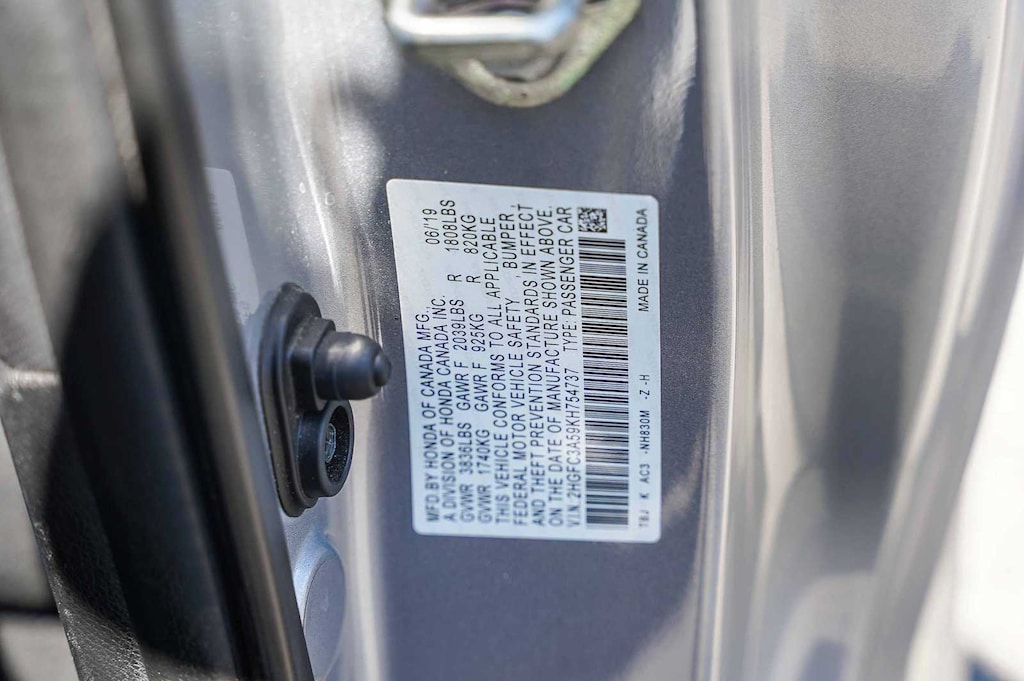 MFD.BY HONDA OF CANADA MFG., 06/19
A DIVISION OF HONDA CANADA INC.
GVWR 3836LBS GAWR F 2039LBS R 1808LBS
GVWR 1740KG GAWR F 925KG R 820KG
THIS VEHICLE CONFORMS TO ALL APPLICABLE
FEDERAL MOTOR VEHICLE SAFETY , BUMPER ,
AND THEFT PREVENTION STANDARDS IN EFFECT
ON THE DATE OF MANUFACTURE SHOWN ABOVE.
V.I.N. 2HGFC3A59KH754737 TYPE: PASSENGER CAR
TBJ K AC3 -NH830M -Z -H MADE IN CANADA